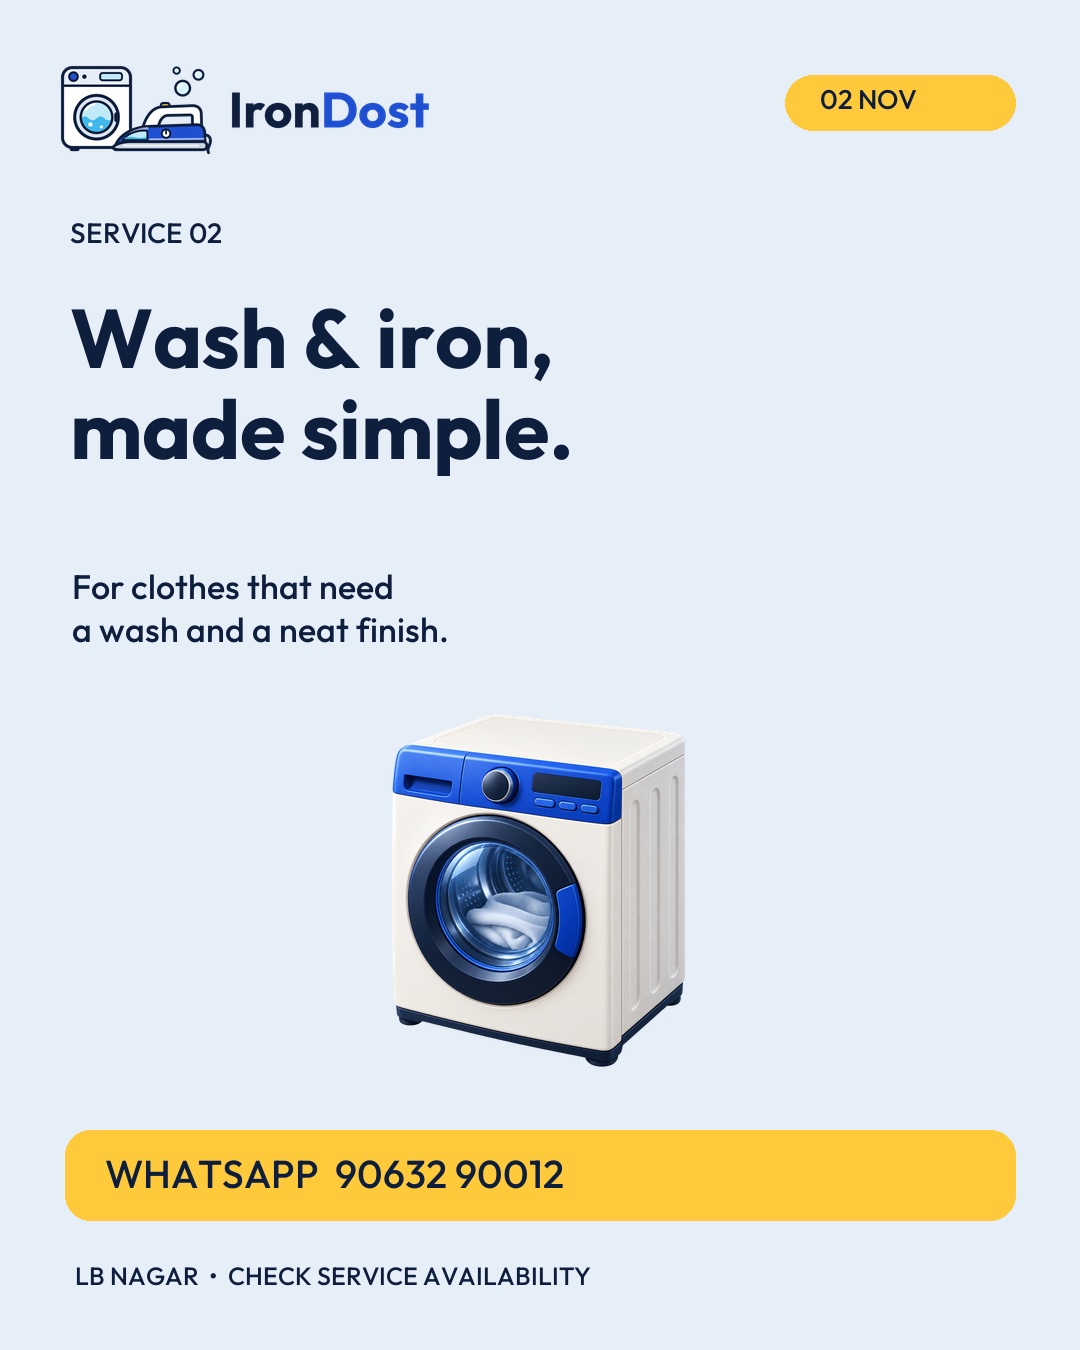 IronDost
02 NOV
SERVICE 02
Wash & iron,
made simple.
For clothes that need
a wash and a neat finish.
WHATSAPP 90632 90012
LB NAGAR • CHECK SERVICE AVAILABILITY